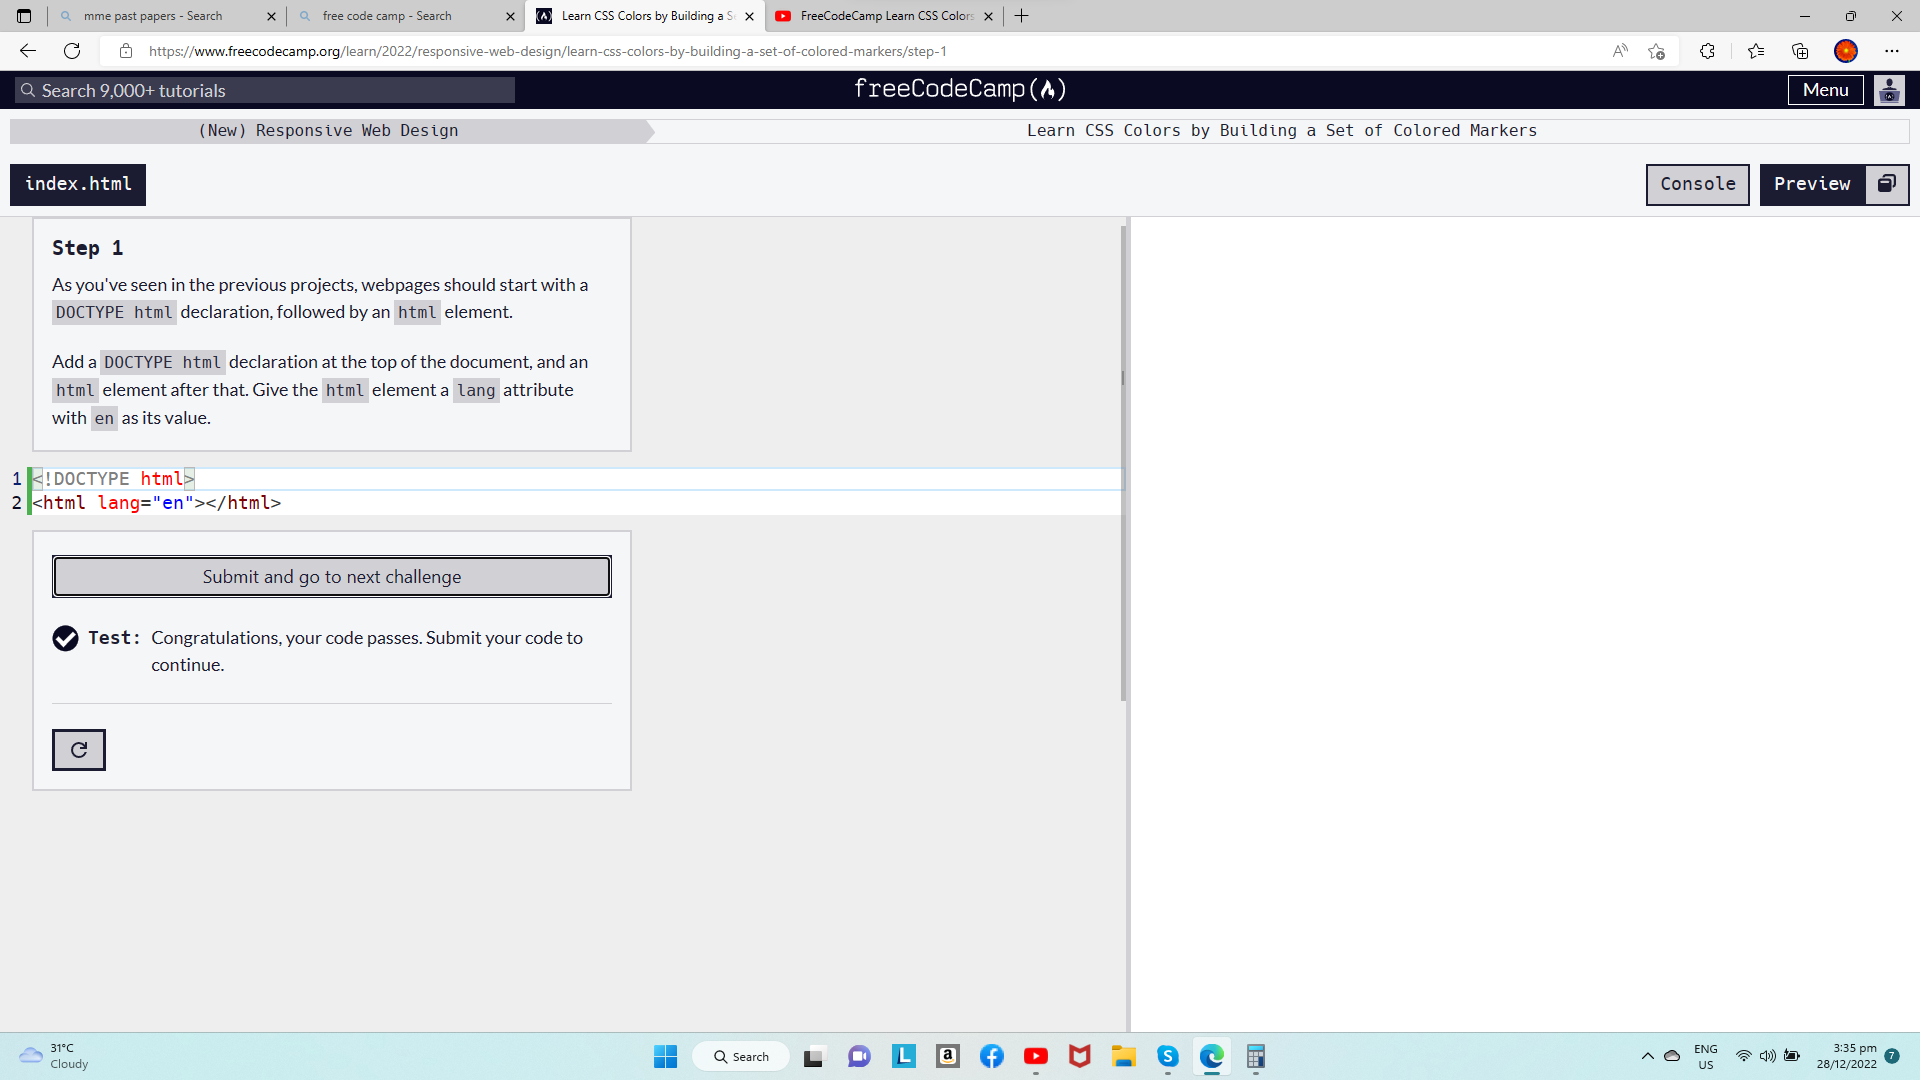 mme past papers - Search
free code camp - Search
Learn CSS Colors by Building a Se
FreeCodeCamp Learn CSS Colors
https://www.freecodecamp.org/learn/2022/responsive-web-design/learn-css-colors-by-building-a-set-of-colored-markers/step-1
Search 9,000+ tutorials
freeCodeCamp
Menu
(New) Responsive Web Design
Learn CSS Colors by Building a Set of Colored Markers
index.html
Console
Preview
Step 1
As you've seen in the previous projects, webpages should start with a
DOCTYPE html declaration, followed by an html element.
Add a DOCTYPE html declaration at the top of the document, and an
html element after that. Give the html element a lang attribute
with en as its value.
1 <!DOCTYPE html>
2 <html lang="en"></html>
Submit and go to next challenge
Test: Congratulations, your code passes. Submit your code to
continue.
31°C
Cloudy
Search
ENG
US
3:35 pm
28/12/2022
7